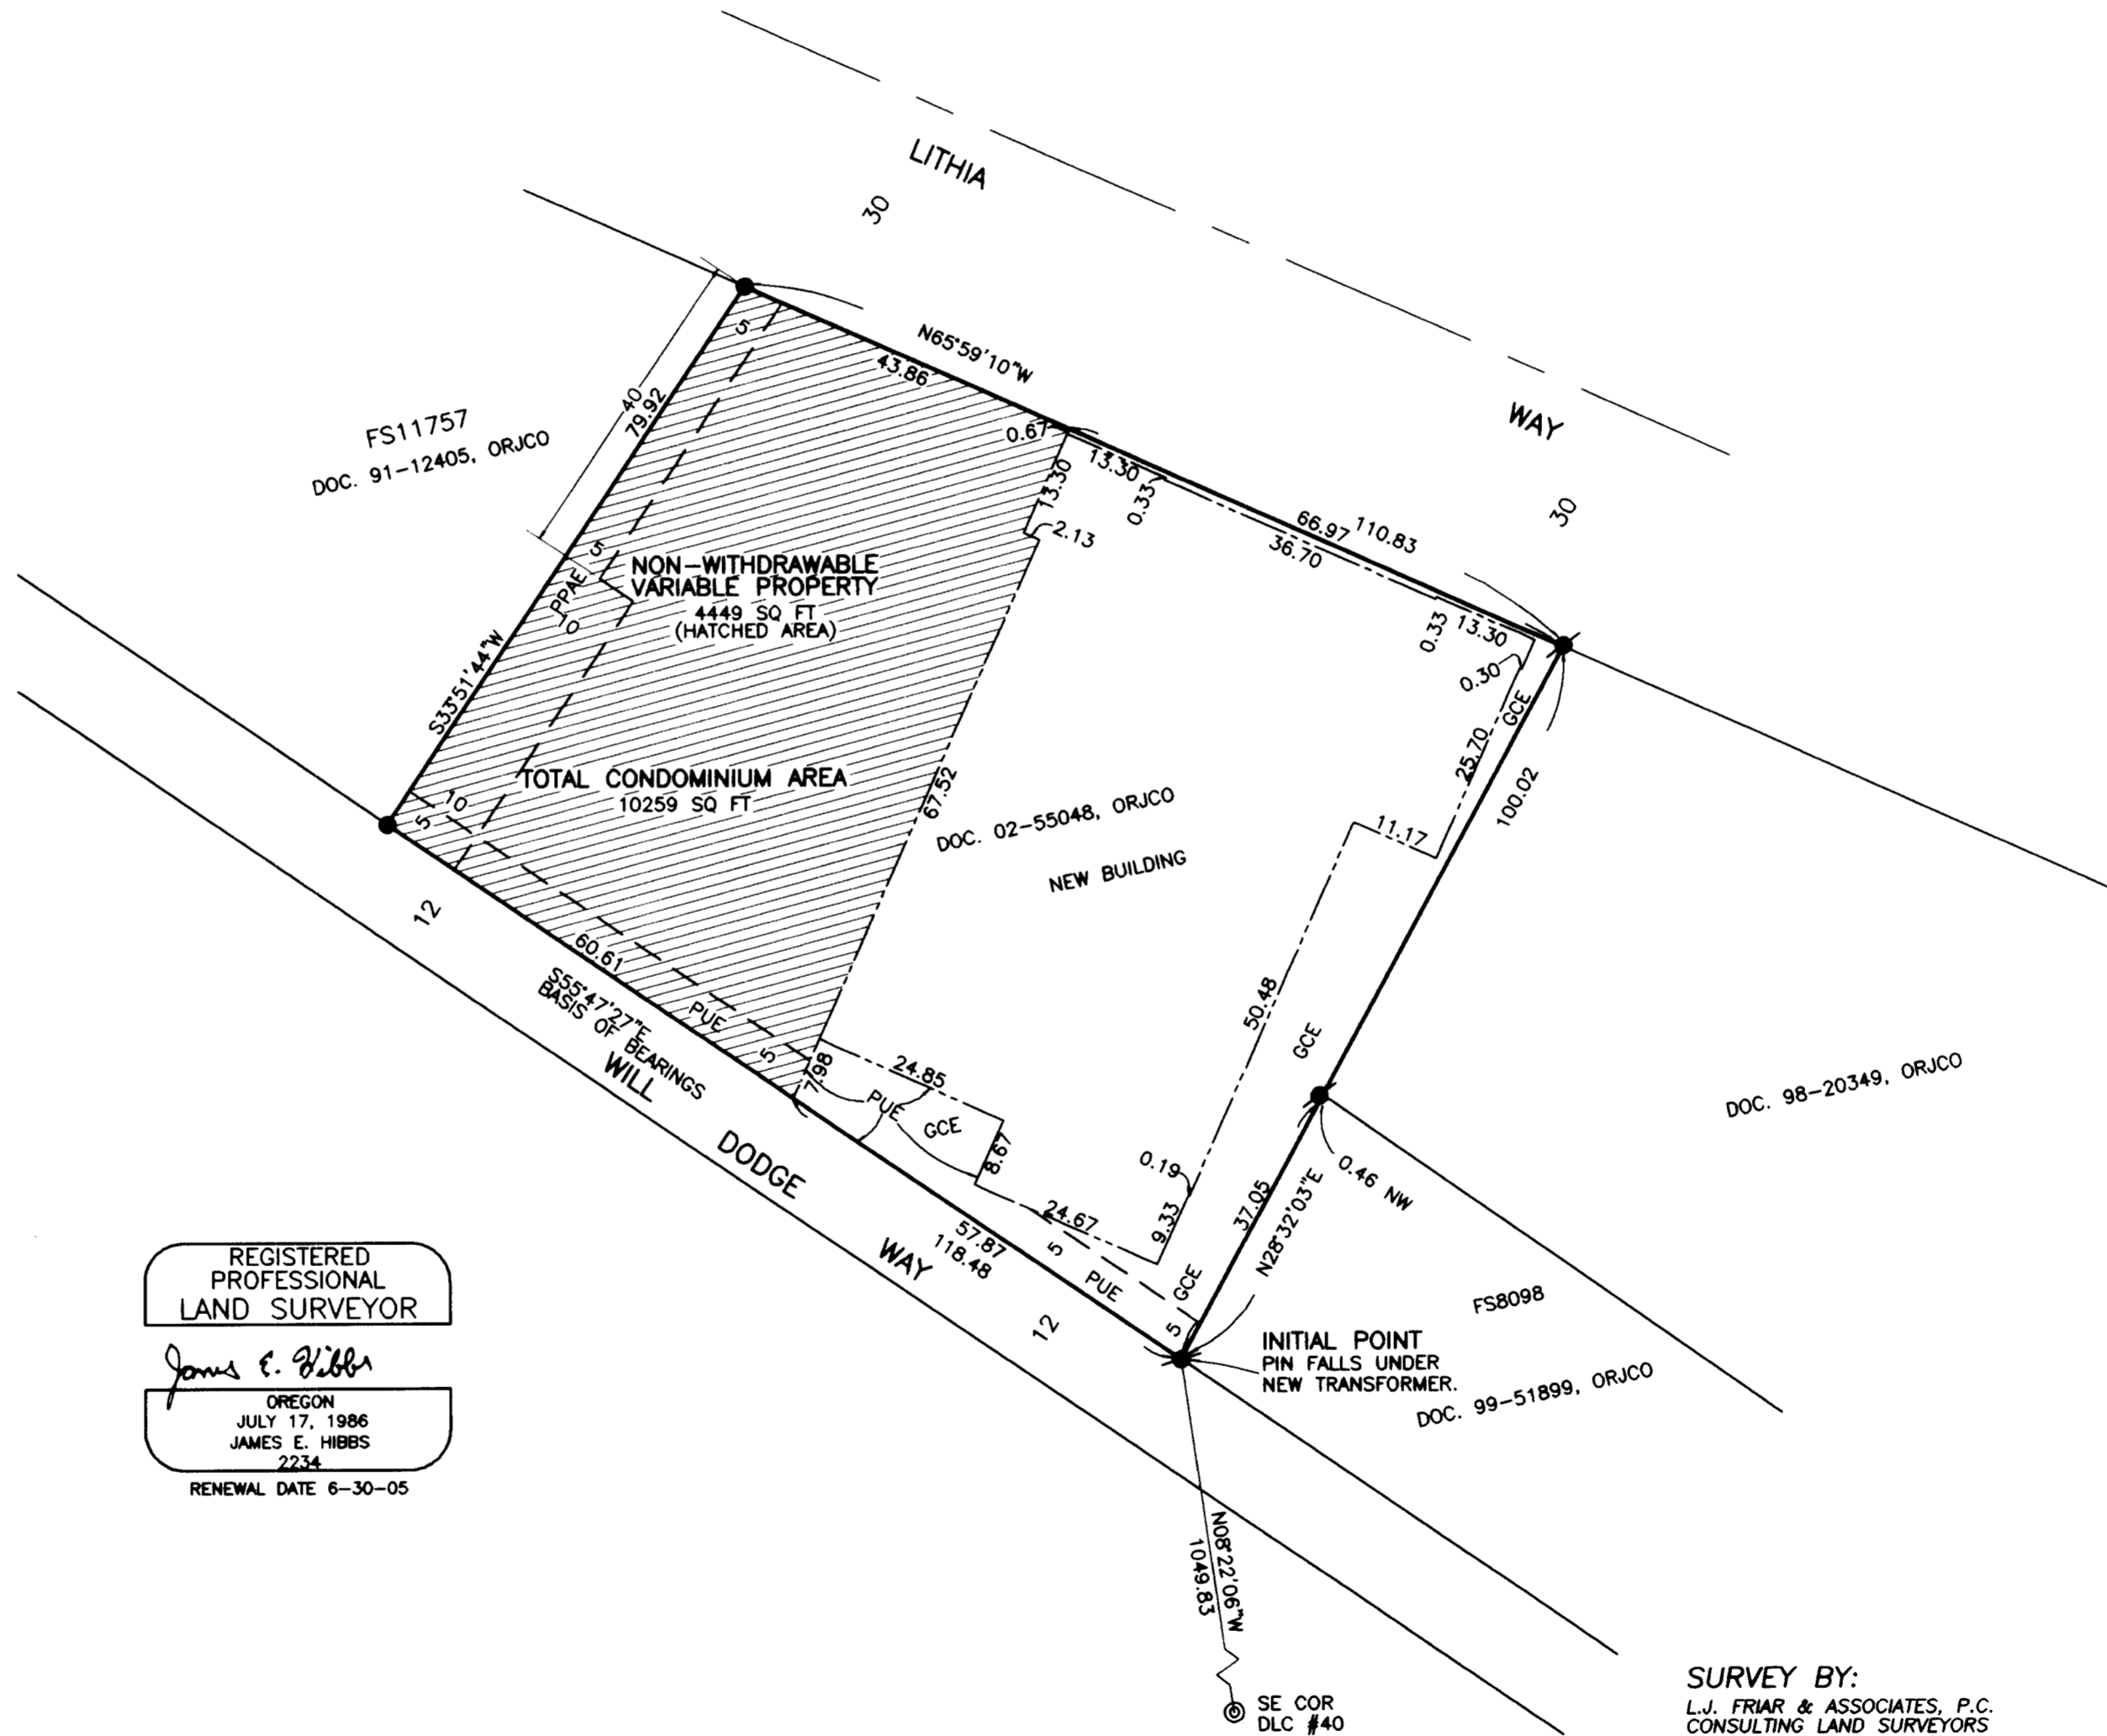 LITHIA
30
N65°59'10"W
43.86
5
40
79.92
FS11757
DOC. 91-12405, ORJCO
0.67
13.30
13.30
0.33
2.13
WAY
30
66.97
110.83
36.70
0.33
13.30
0.30
GCE
25.70
100.02
5
PPAE
10
NON-WITHDRAWABLE
VARIABLE PROPERTY
4449 SQ FT
(HATCHED AREA)
S33°51'44"W
TOTAL CONDOMINIUM AREA
10259 SQ FT
67.52
DOC. 02-55048, ORJCO
NEW BUILDING
11.17
10
5
12
60.61
S55°47'27"E
BASIS OF BEARINGS
PUE
5
WILL
DODGE
WAY
7.98
24.85
PUE
GCE
8.67
50.48
GCE
0.19
9.33
24.67
57.87
118.48
5
PUE
GCE
5
12
37.05
N28°32'03"E
0.46 NW
DOC. 98-20349, ORJCO
FS8098
DOC. 99-51899, ORJCO
INITIAL POINT
PIN FALLS UNDER
NEW TRANSFORMER.
N08°22'06"W
1049.83
SE COR
DLC #40
REGISTERED
PROFESSIONAL
LAND SURVEYOR
James E. Hibbs
OREGON
JULY 17, 1986
JAMES E. HIBBS
2234
RENEWAL DATE 6-30-05
SURVEY BY:
L.J. FRIAR & ASSOCIATES, P.C.
CONSULTING LAND SURVEYORS